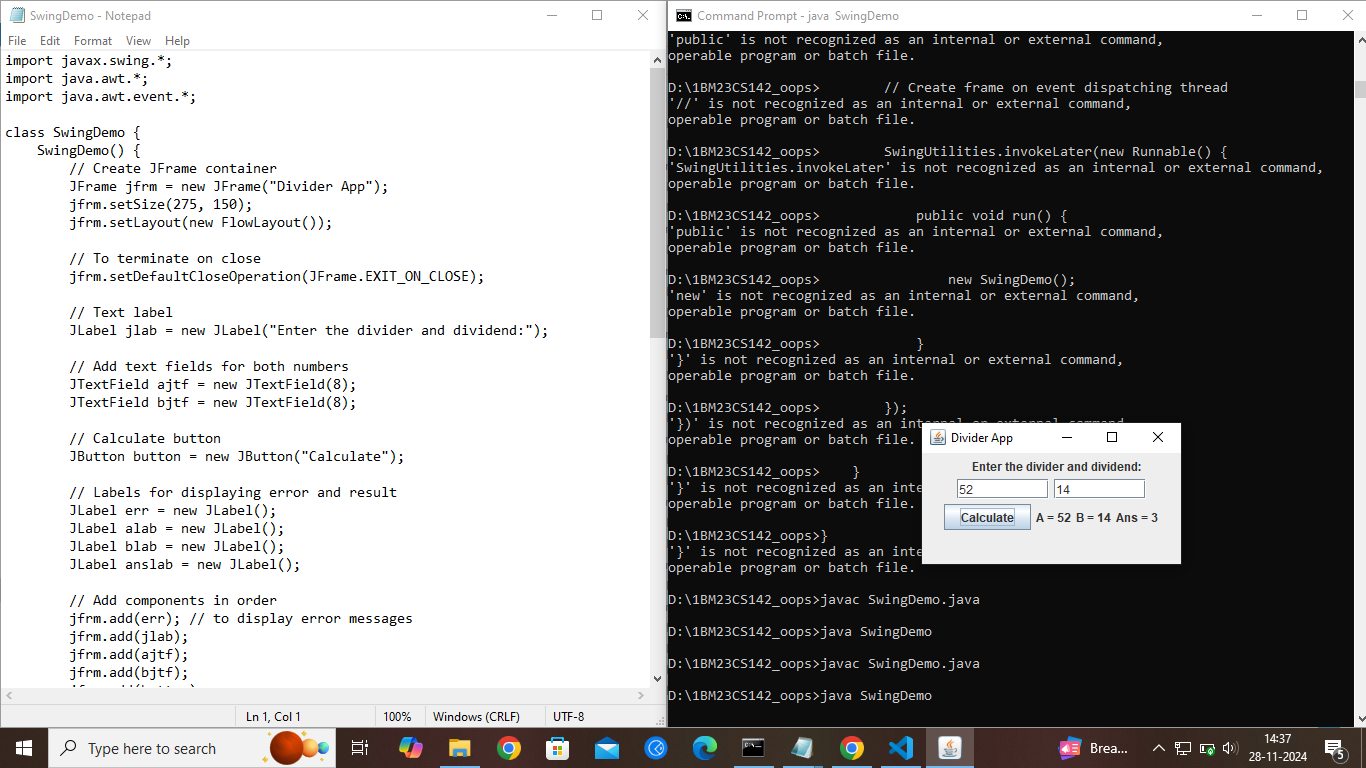 SwingDemo - Notepad
File Edit Format View Help
import javax.swing.*;
import java.awt.*;
import java.awt.event.*;
class SwingDemo {
    SwingDemo() {
        // Create JFrame container
        JFrame jfrm = new JFrame("Divider App");
        jfrm.setSize(275, 150);
        jfrm.setLayout(new FlowLayout());
        // To terminate on close
        jfrm.setDefaultCloseOperation(JFrame.EXIT_ON_CLOSE);
        // Text label
        JLabel jlab = new JLabel("Enter the divider and dividend:");
        // Add text fields for both numbers
        JTextField ajtf = new JTextField(8);
        JTextField bjtf = new JTextField(8);
        // Calculate button
        JButton button = new JButton("Calculate");
        // Labels for displaying error and result
        JLabel err = new JLabel();
        JLabel alab = new JLabel();
        JLabel blab = new JLabel();
        JLabel anslab = new JLabel();
        // Add components in order
        jfrm.add(err); // to display error messages
        jfrm.add(jlab);
        jfrm.add(ajtf);
        jfrm.add(bjtf);
Ln 1, Col 1 100% Windows (CRLF) UTF-8
Command Prompt - java SwingDemo
'public' is not recognized as an internal or external command,
operable program or batch file.
D:\1BM23CS142_oops>        // Create frame on event dispatching thread
'//' is not recognized as an internal or external command,
operable program or batch file.
D:\1BM23CS142_oops>        SwingUtilities.invokeLater(new Runnable() {
'SwingUtilities.invokeLater' is not recognized as an internal or external command,
operable program or batch file.
D:\1BM23CS142_oops>            public void run() {
'public' is not recognized as an internal or external command,
operable program or batch file.
D:\1BM23CS142_oops>                new SwingDemo();
'new' is not recognized as an internal or external command,
operable program or batch file.
D:\1BM23CS142_oops>            }
'}' is not recognized as an internal or external command,
operable program or batch file.
D:\1BM23CS142_oops>        });
'})' is not recognized as an
operable program or batch file.
D:\1BM23CS142_oops>    }
'}' is not recognized as an
operable program or batch file.
D:\1BM23CS142_oops>}
'}' is not recognized as an
operable program or batch file.
D:\1BM23CS142_oops>javac SwingDemo.java
D:\1BM23CS142_oops>java SwingDemo
D:\1BM23CS142_oops>javac SwingDemo.java
D:\1BM23CS142_oops>java SwingDemo
Divider App
Enter the divider and dividend:
52 14
Calculate A = 52 B = 14 Ans = 3
Type here to search
Brea...
14:37
28-11-2024
5